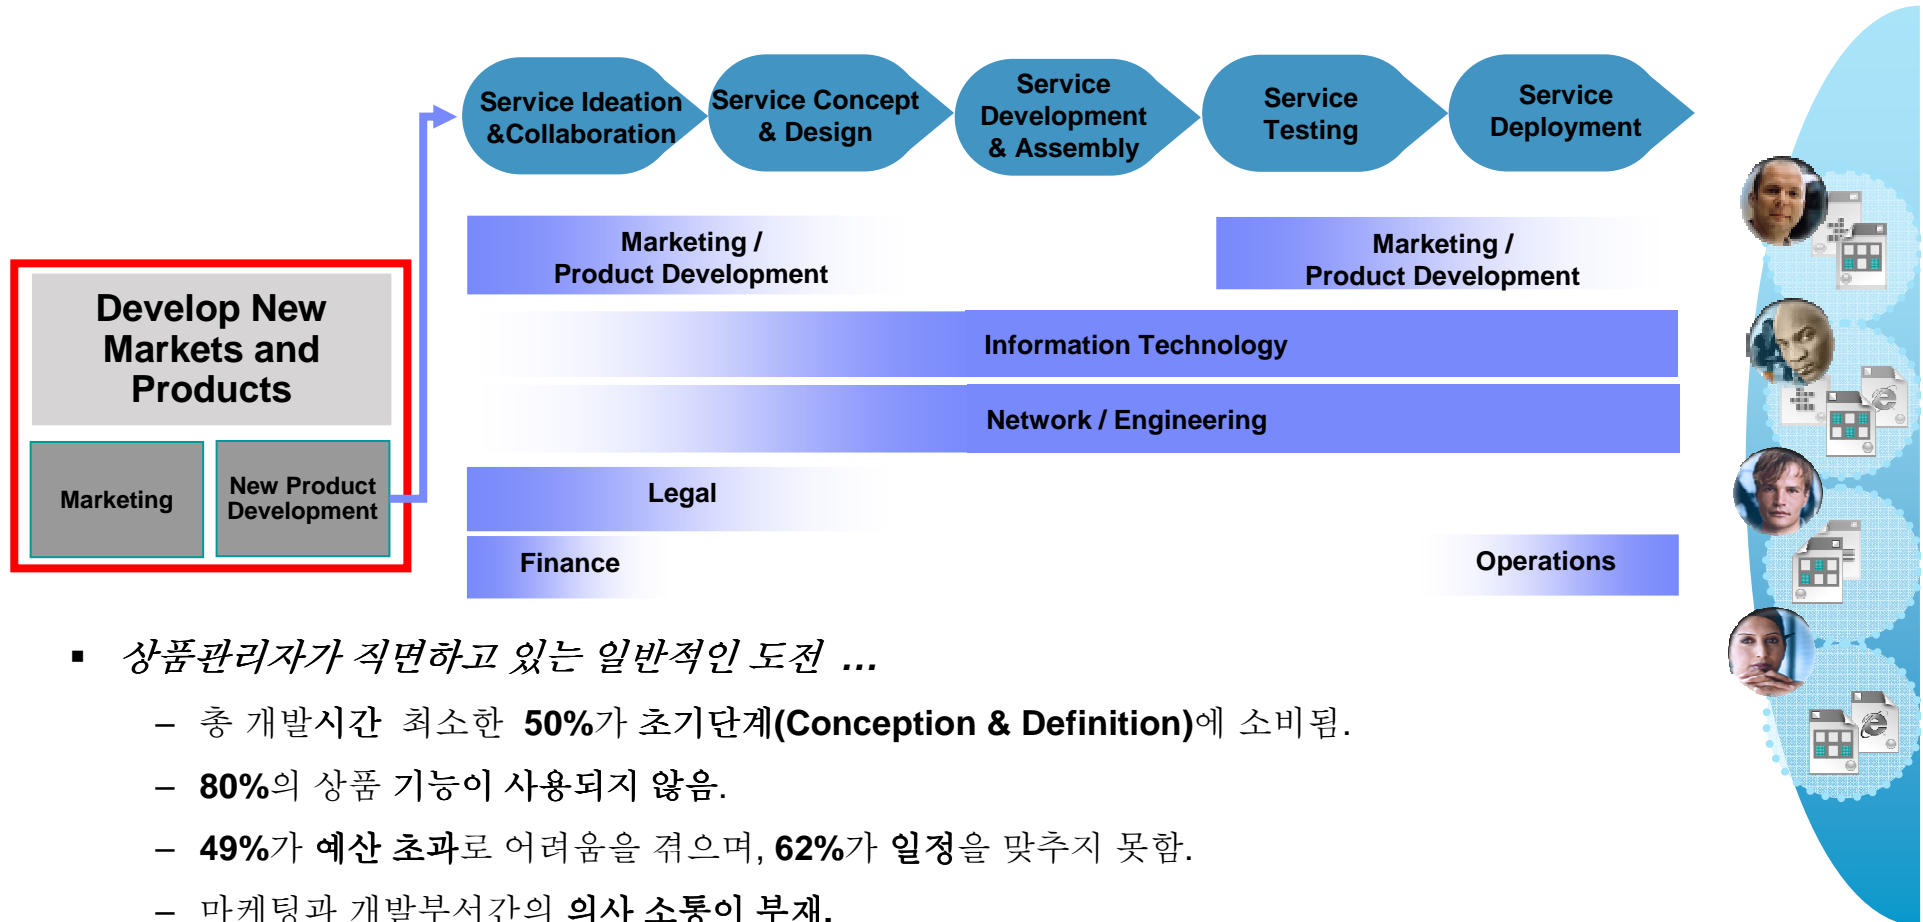 Service Ideation
&Collaboration
Service Concept
& Design
Service
Development
& Assembly
Service
Testing
Service
Deployment
Marketing /
Product Development
Marketing /
Product Development
Develop New
Markets and
Products
Information Technology
Network / Engineering
Marketing
New Product
Development
Legal
Finance
Operations
▪ 상품관리자가 직면하고 있는 일반적인 도전 ...
– 총 개발시간 최소한 50%가 초기단계(Conception & Definition)에 소비됨.
– 80%의 상품 기능이 사용되지 않음.
– 49%가 예산 초과로 어려움을 겪으며, 62%가 일정을 맞추지 못함.
– 마케팅과 개발부서간의 의사 소통이 부재.